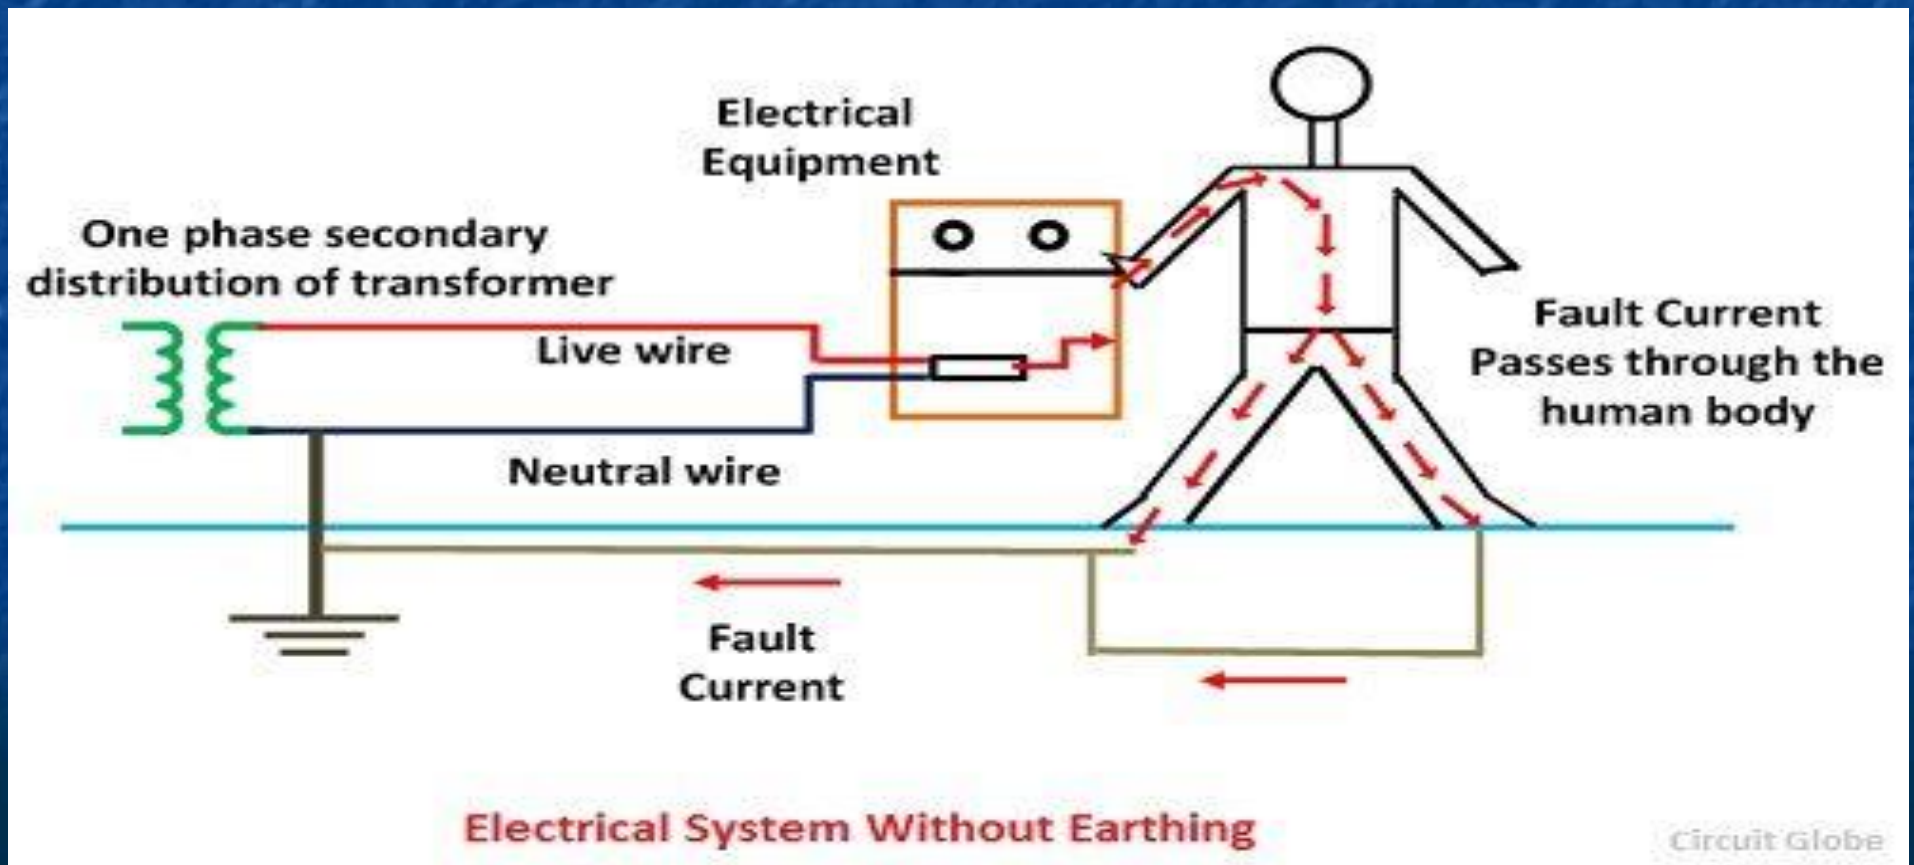 Electrical
Equipment
One phase secondary
distribution of transformer
Live wire
Neutral wire
Fault Current
Passes through the
human body
Fault
Current
Electrical System Without Earthing
Circuit Globe